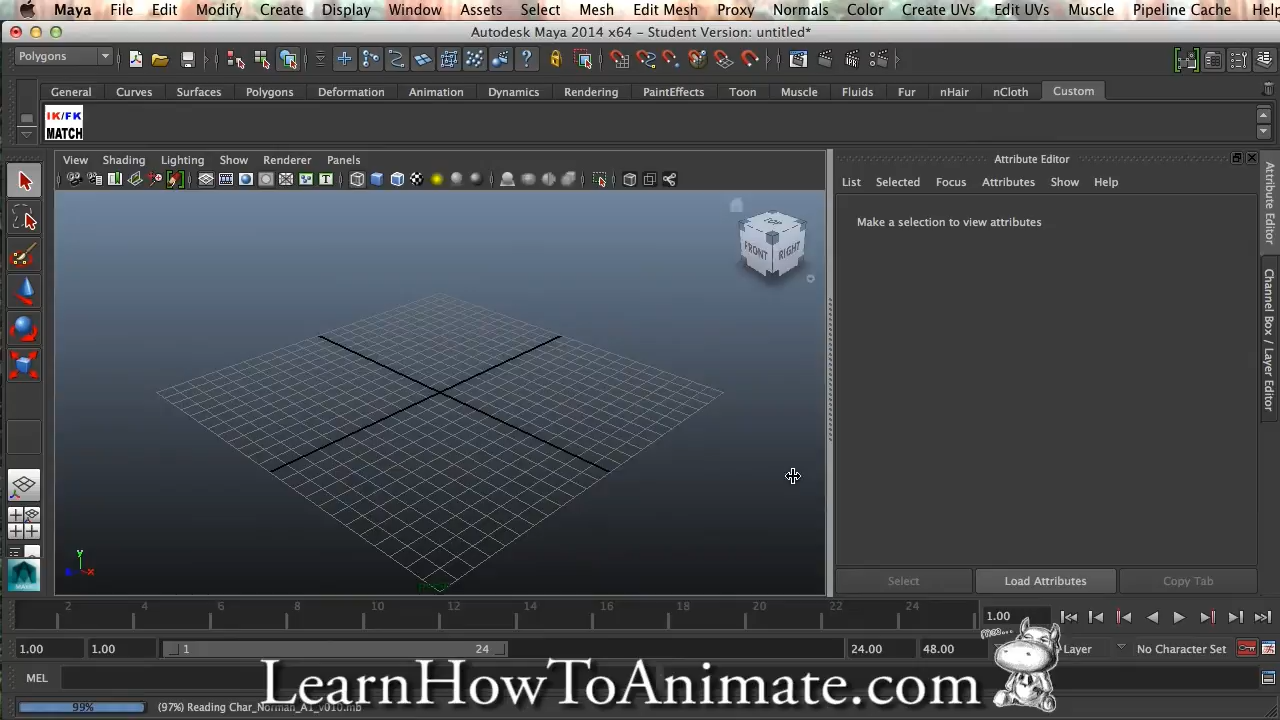 Maya File Edit Modify Create Display Window Assets Select Mesh Edit Mesh Proxy Normals Color Create UVs Edit UVs Muscle Pipeline Cache Help
Autodesk Maya 2014 x64 - Student Version: untitled*
Polygons
General Curves Surfaces Polygons Deformation Animation Dynamics Rendering PaintEffects Toon Muscle Fluids Fur nHair nCloth Custom
IK/FK
MATCH
View Shading Lighting Show Renderer Panels
Attribute Editor
List Selected Focus Attributes Show Help
Make a selection to view attributes
TOP
FRONT RIGHT
Attribute Editor
Channel Box / Layer Editor
y
x
Select Load Attributes Copy Tab
2 4 6 8 10 12 14 16 18 20 22 24
1.00
1.00 1.00 1 24 24.00 48.00 Layer No Character Set
MEL
LearnHowToAnimate.com
99% (97%) Reading Char_Norman_A1_v010.mb